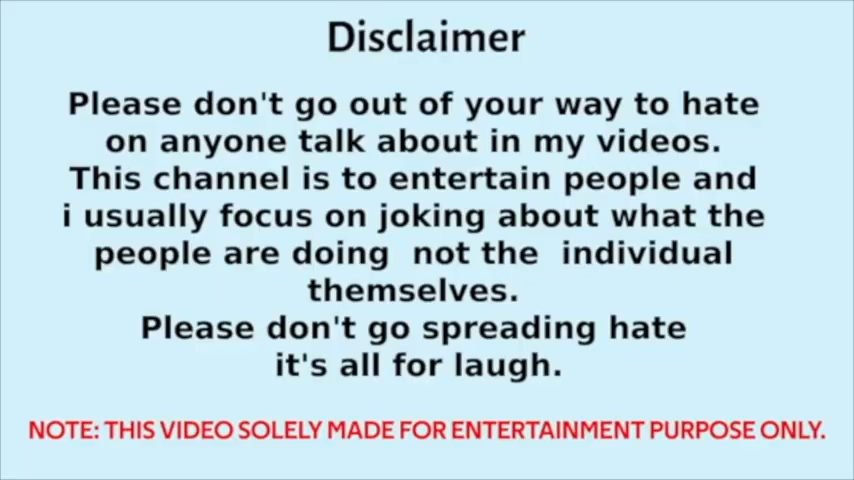 Disclaimer
Please don't go out of your way to hate
on anyone talk about in my videos.
This channel is to entertain people and
i usually focus on joking about what the
people are doing not the individual
themselves.
Please don't go spreading hate
it's all for laugh.
NOTE: THIS VIDEO SOLELY MADE FOR ENTERTAINMENT PURPOSE ONLY.